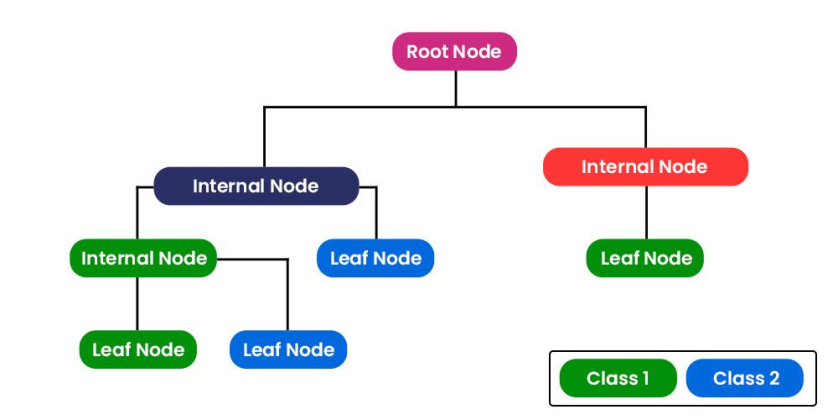 Root Node
Internal Node
Internal Node
Internal Node
Leaf Node
Leaf Node
Leaf Node
Leaf Node
Class 1
Class 2